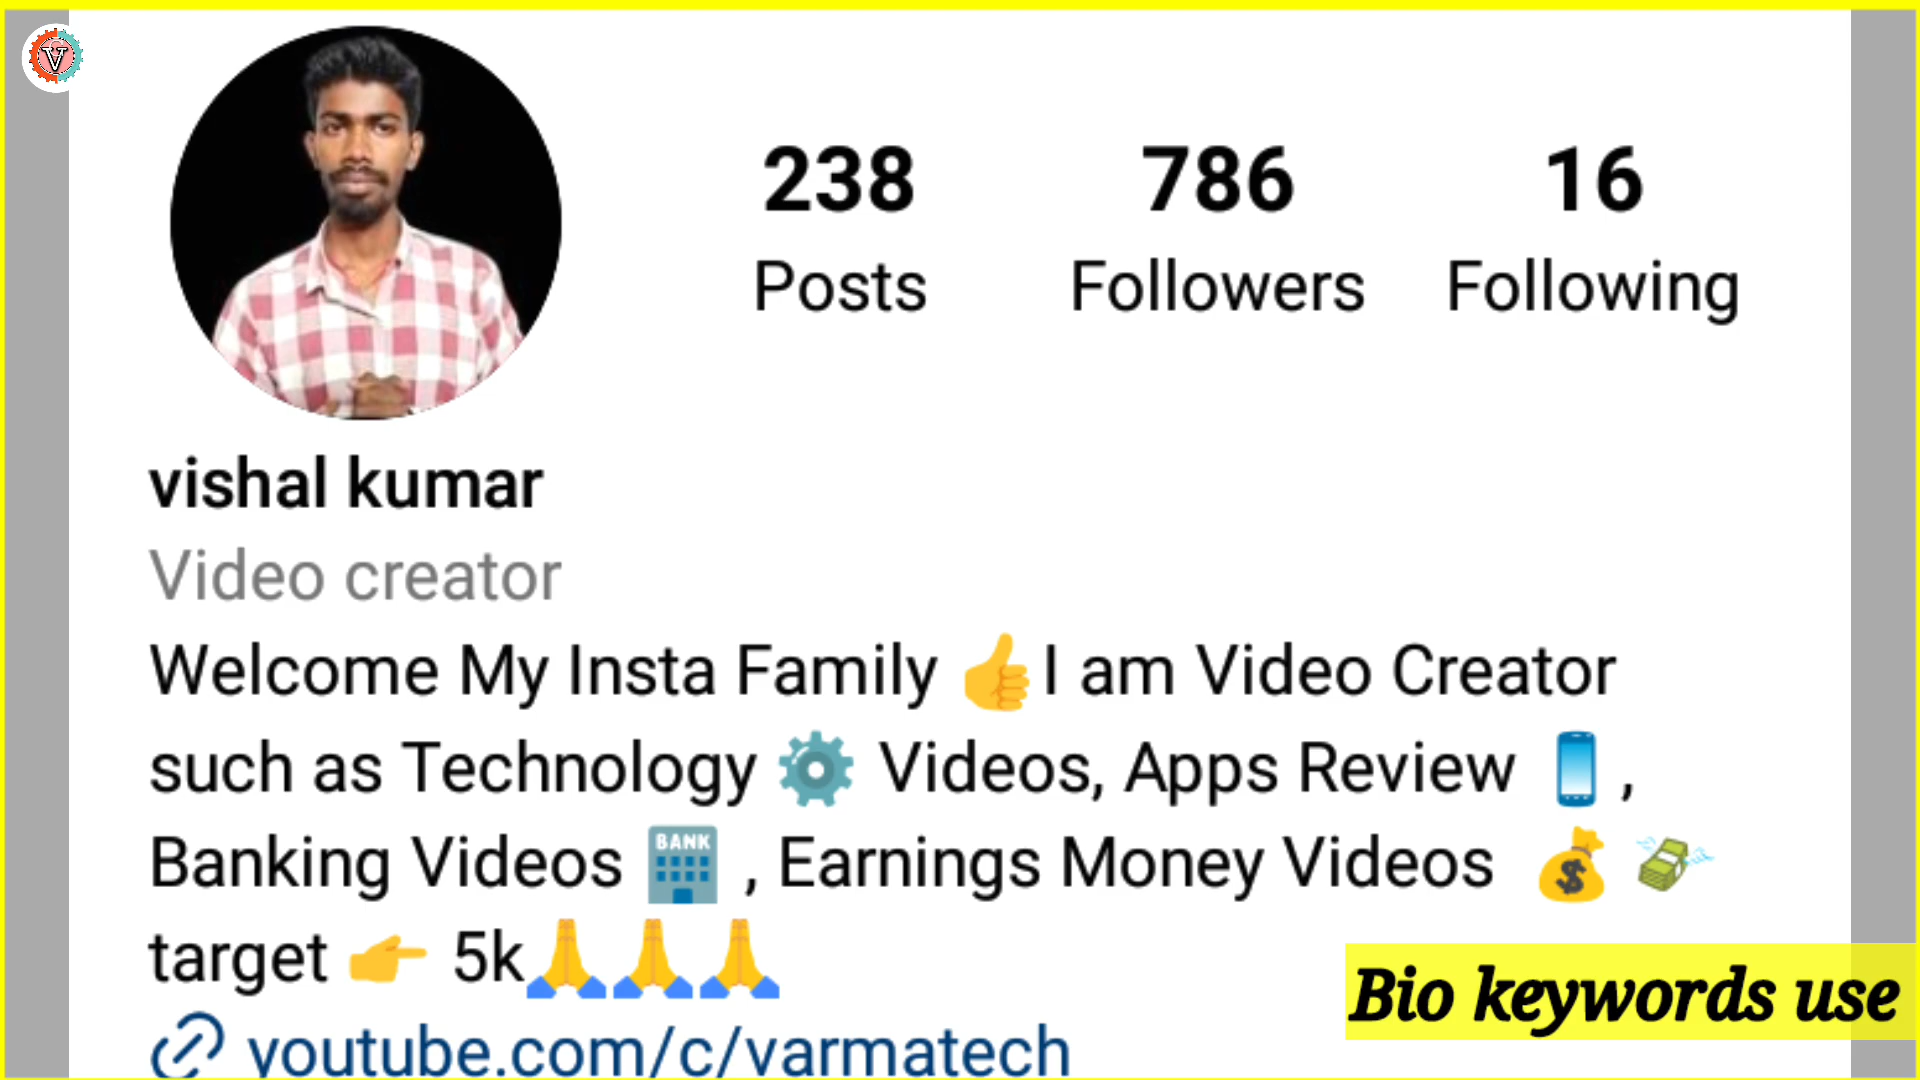 V
238 786 16
Posts Followers Following
vishal kumar
Video creator
Welcome My Insta Family 👍I am Video Creator
such as Technology ⚙️ Videos, Apps Review 📱 ,
Banking Videos 🏦 , Earnings Money Videos 💰 💸
target 👉 5k🙏🙏🙏
Bio keywords use
🔗 youtube.com/c/varmatech